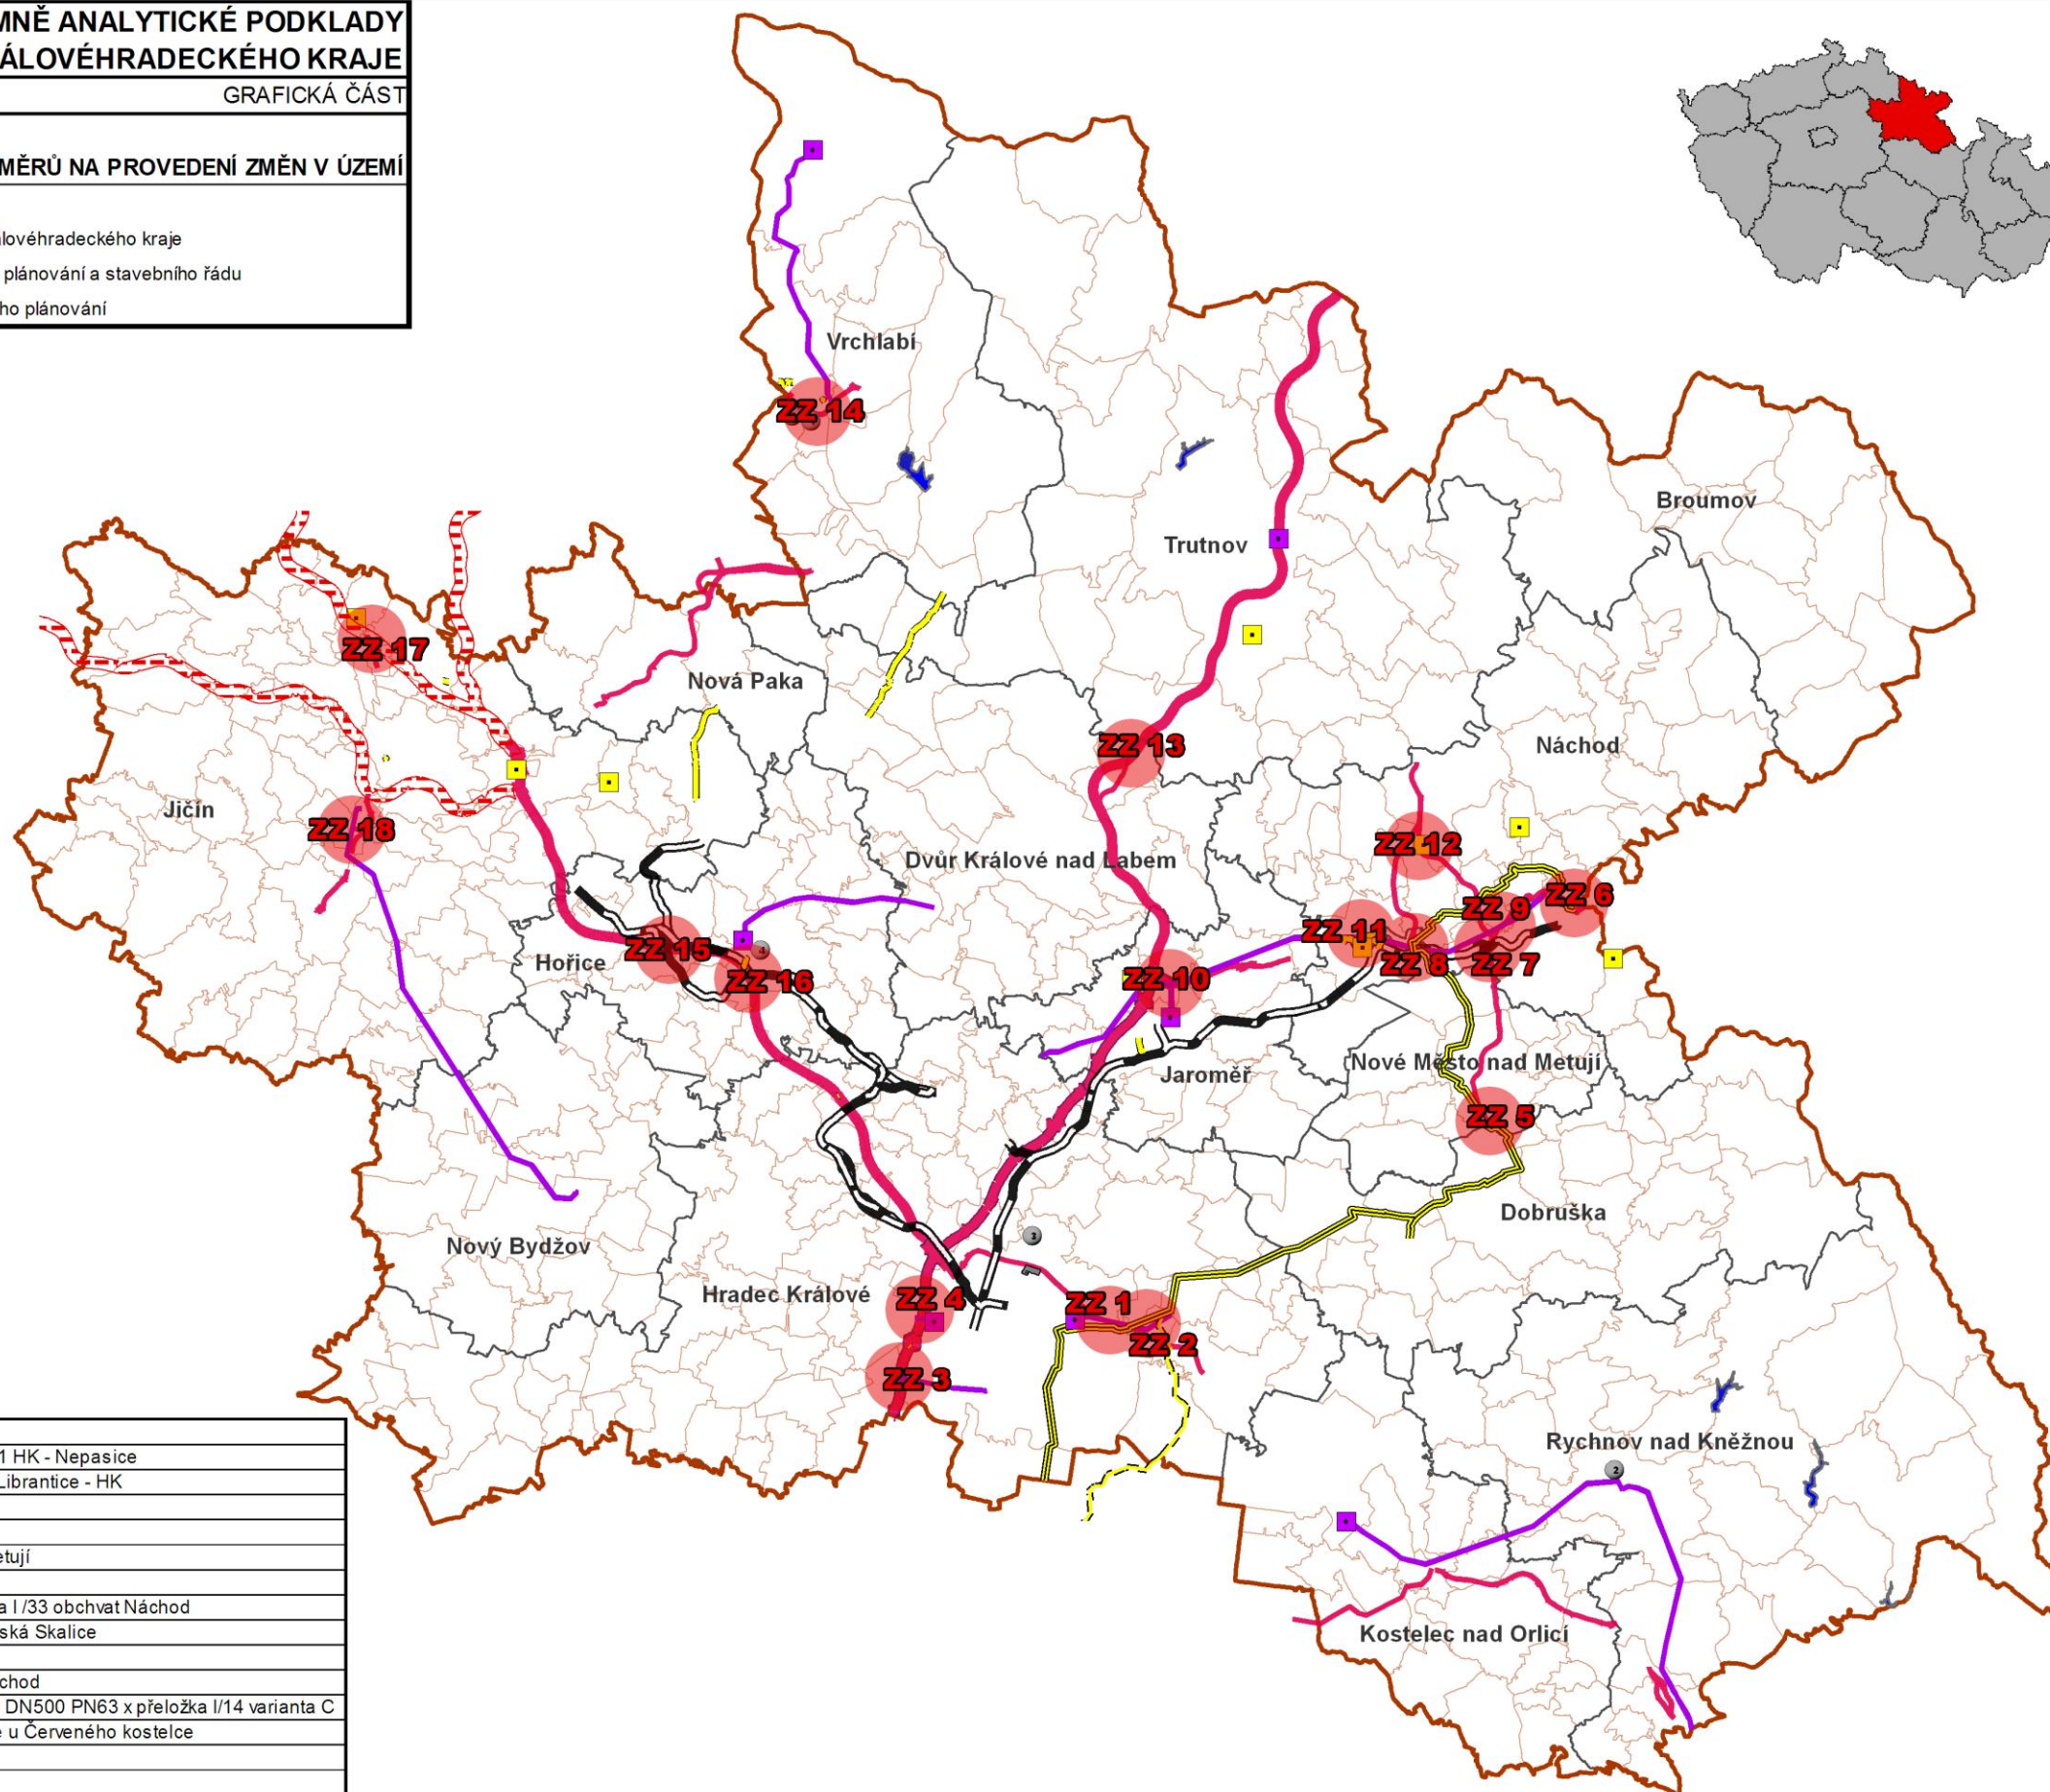 MNĚ ANALYTICKÉ PODKLADY
ÁLOVÉHRADECKÉHO KRAJE
GRAFICKÁ ČÁST
MĚRŮ NA PROVEDENÍ ZMĚN V ÚZEMÍ
lovéhradeckého kraje
plánování a stavebního řádu
ho plánování
Vrchlabí
ZZ 14
Broumov
Trutnov
ZZ 17
Nová Paka
ZZ 13
Náchod
Jičín
ZZ 18
ZZ 12
Dvůr Králové nad Labem
ZZ 6
ZZ 9
ZZ 11
ZZ 15
4
Hořice
ZZ 8
ZZ 7
ZZ 16
ZZ 10
Nové Město nad Metují
Jaroměř
ZZ 5
Dobruška
3
Nový Bydžov
Hradec Králové
ZZ 4
ZZ 1
ZZ 2
ZZ 3
Rychnov nad Kněžnou
2
Kostelec nad Orlicí
1 HK - Nepasice
Librantice - HK
etují
a I /33 obchvat Náchod
ská Skalice
chod
DN500 PN63 x přeložka I/14 varianta C
e u Červeného kostelce